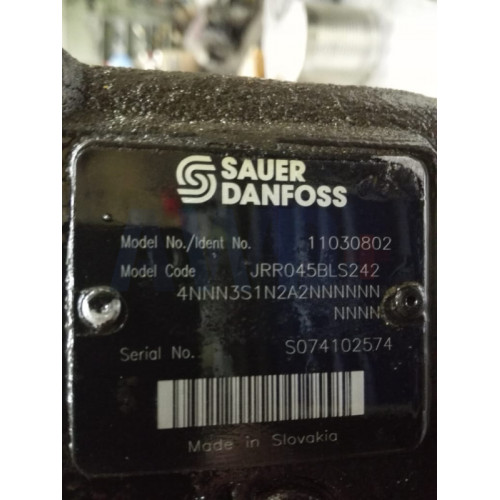 SAUER
DANFOSS
Model No./Ident No. 11030802
Model Code JRR045BLS242
4NNN3S1N2A2NNNNNN
NNNN
Serial No. S074102574
Made in Slovakia